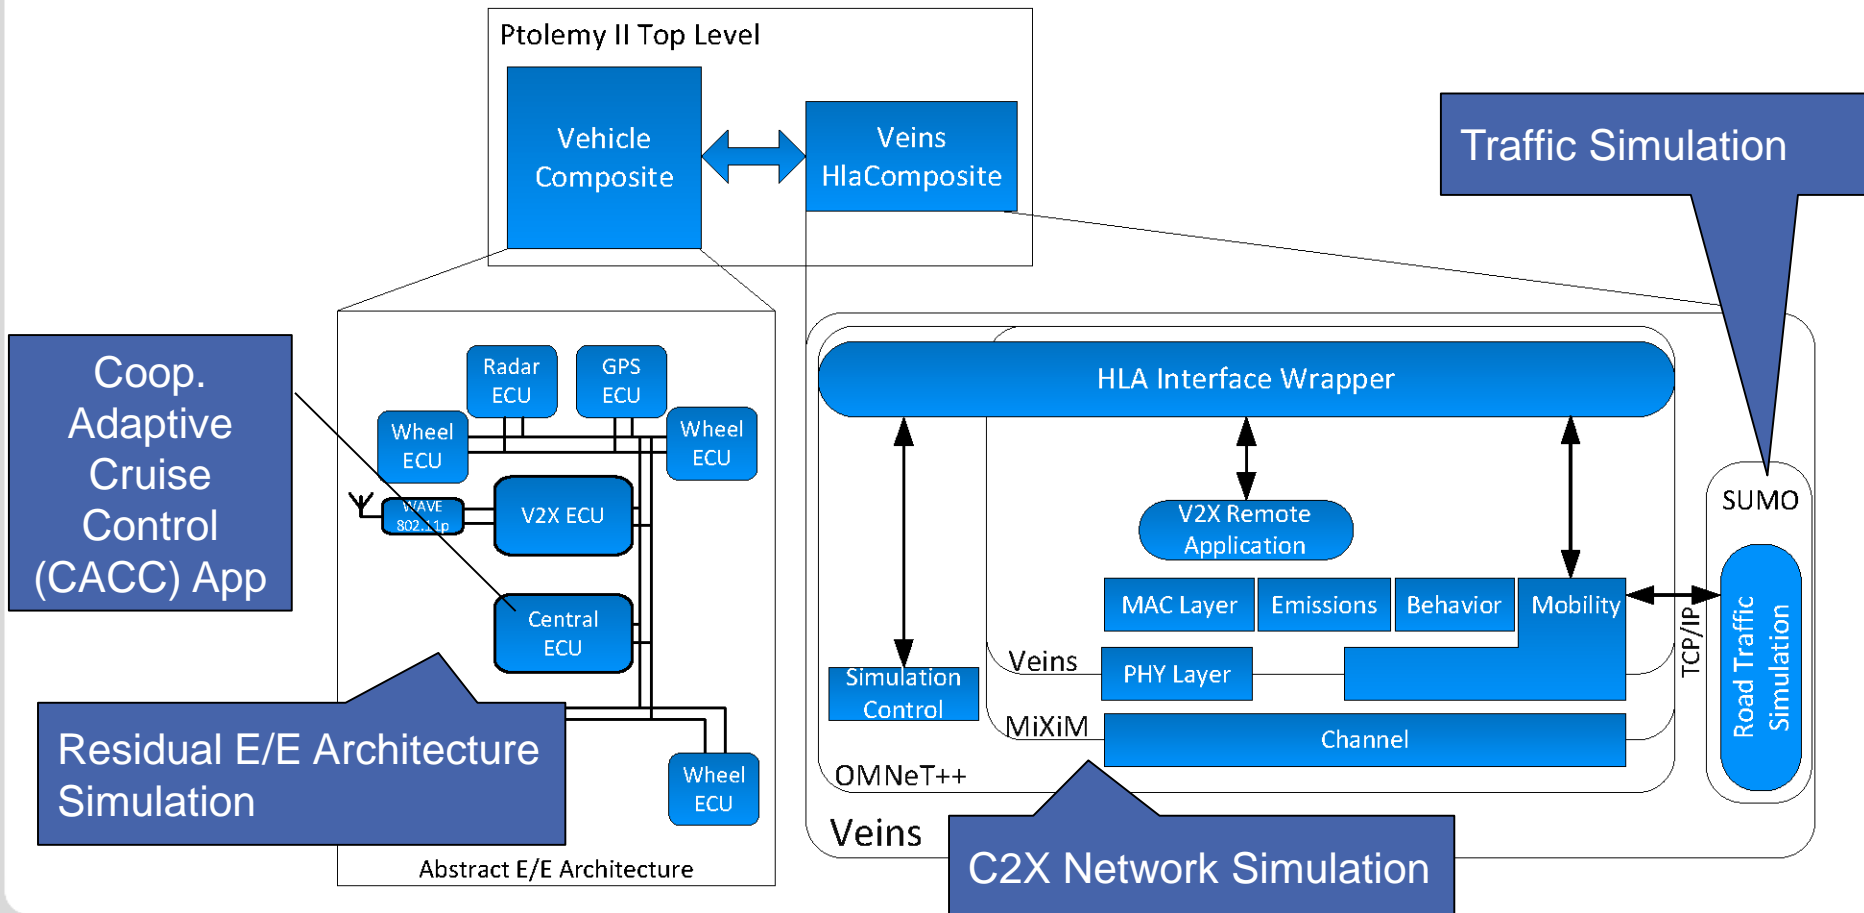 Ptolemy II Top Level
Vehicle
Composite
Veins
HlaComposite
Traffic Simulation
Coop.
Adaptive
Cruise
Control
(CACC) App
Radar
ECU
GPS
ECU
Wheel
ECU
Wheel
ECU
WAVE
802.11p
V2X ECU
Central
ECU
Residual E/E Architecture
Simulation
Wheel
ECU
Abstract E/E Architecture
HLA Interface Wrapper
V2X Remote
Application
MAC Layer
Emissions
Behavior
Mobility
Veins
PHY Layer
Simulation
Control
MiXiM
Channel
OMNeT++
Veins
C2X Network Simulation
TCP/IP
SUMO
Road Traffic
Simulation